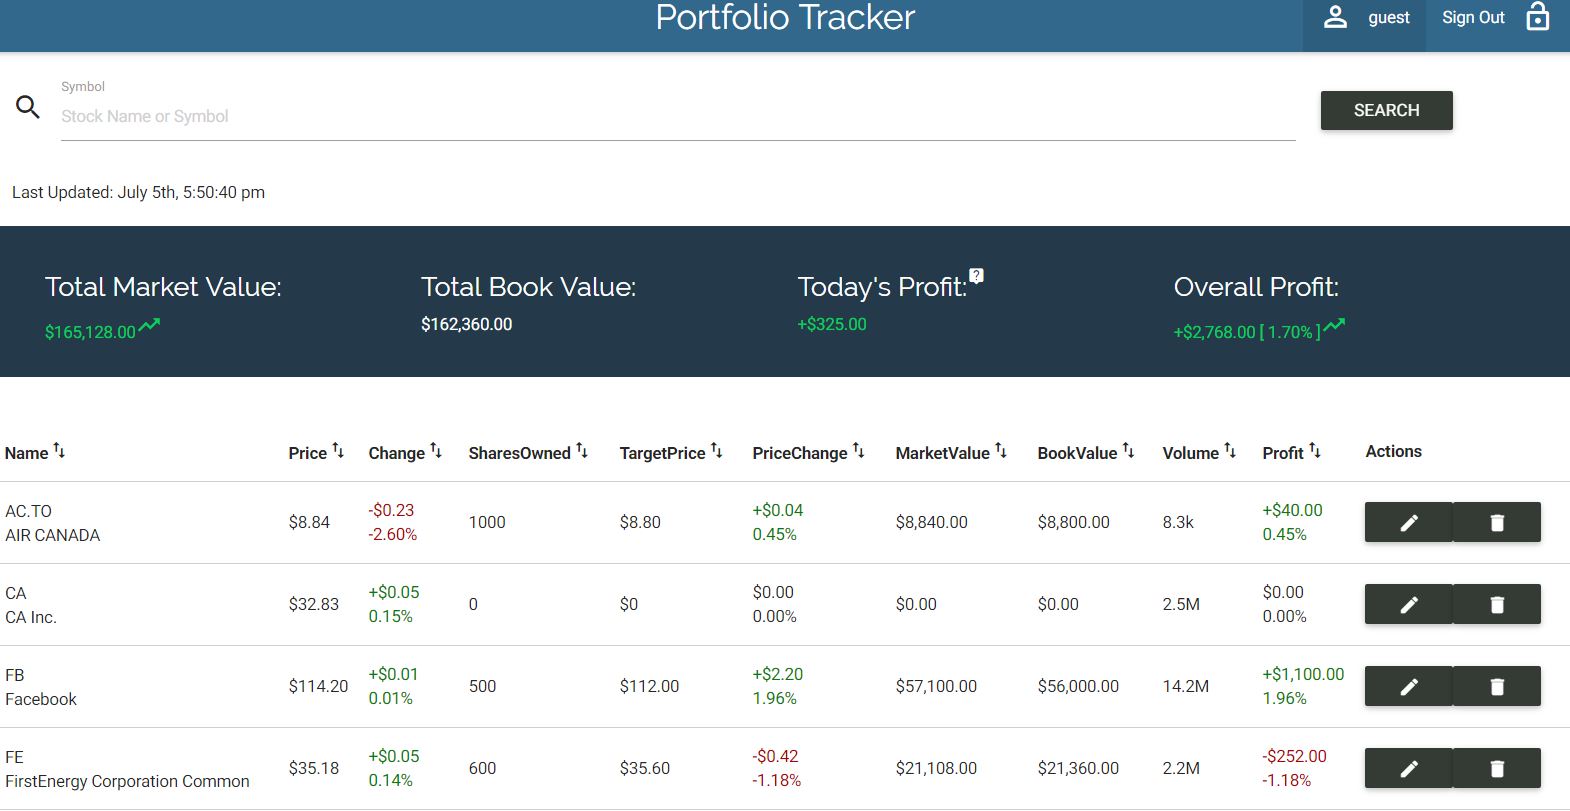 Portfolio Tracker
guest
Sign Out
Symbol
Stock Name or Symbol
SEARCH
Last Updated: July 5th, 5:50:40 pm
Total Market Value:
$165,128.00
Total Book Value:
$162,360.00
Today's Profit:?
+$325.00
Overall Profit:
+$2,768.00 [ 1.70% ]
Name Price Change SharesOwned TargetPrice PriceChange MarketValue BookValue Volume Profit Actions
AC.TO
AIR CANADA
$8.84
-$0.23
-2.60%
1000
$8.80
+$0.04
0.45%
$8,840.00
$8,800.00
8.3k
+$40.00
0.45%
CA
CA Inc.
$32.83
+$0.05
0.15%
0
$0
$0.00
0.00%
$0.00
$0.00
2.5M
$0.00
0.00%
FB
Facebook
$114.20
+$0.01
0.01%
500
$112.00
+$2.20
1.96%
$57,100.00
$56,000.00
14.2M
+$1,100.00
1.96%
FE
FirstEnergy Corporation Common
$35.18
+$0.05
0.14%
600
$35.60
-$0.42
-1.18%
$21,108.00
$21,360.00
2.2M
-$252.00
-1.18%